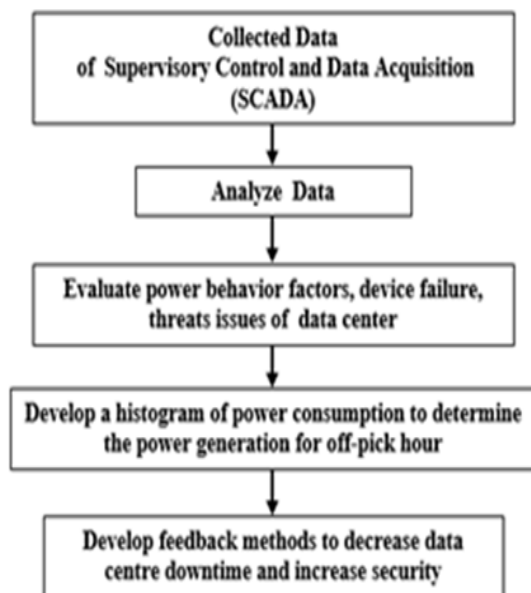 Collected Data
of Supervisory Control and Data Acquisition
(SCADA)
Analyze Data
Evaluate power behavior factors, device failure,
threats issues of data center
Develop a histogram of power consumption to determine
the power generation for off-pick hour
Develop feedback methods to decrease data
centre downtime and increase security